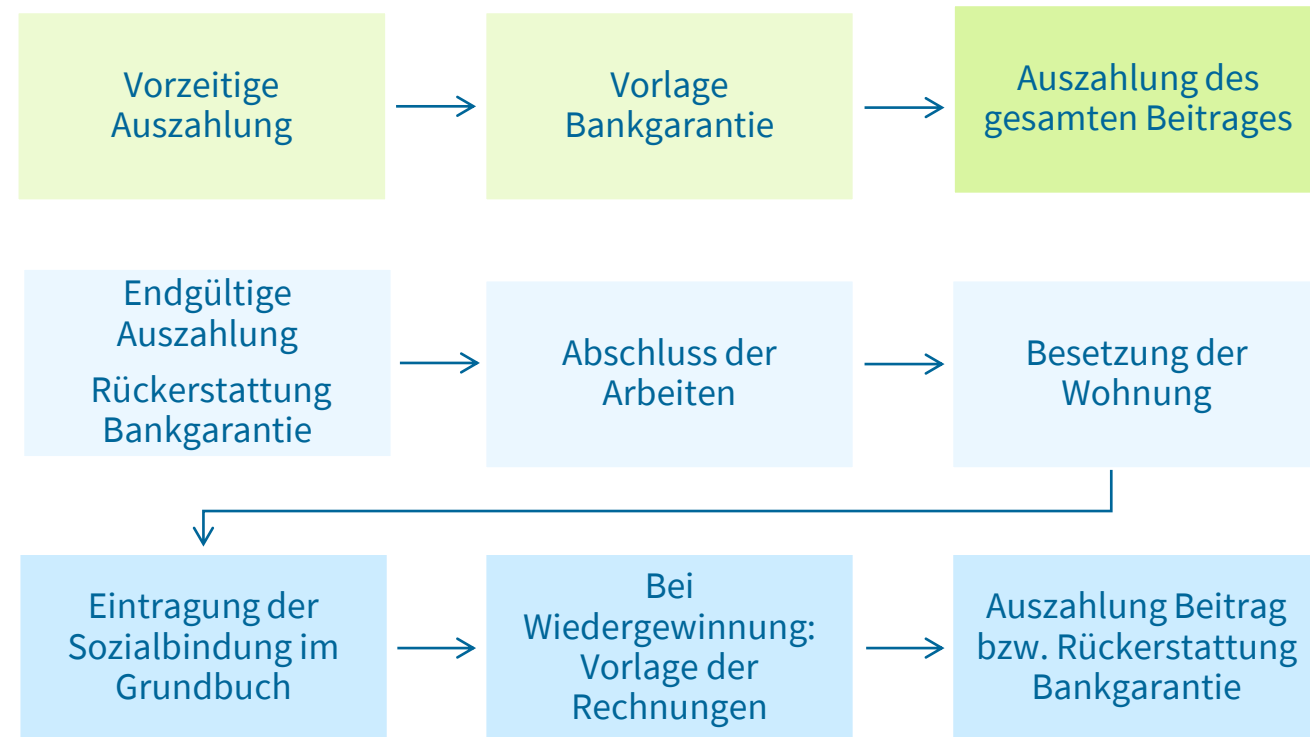 Vorzeitige
Auszahlung
Vorlage
Bankgarantie
Auszahlung des
gesamten Beitrages
Endgültige
Auszahlung
Rückerstattung
Bankgarantie
Abschluss der
Arbeiten
Besetzung der
Wohnung
Eintragung der
Sozialbindung im
Grundbuch
Bei
Wiedergewinnung:
Vorlage der
Rechnungen
Auszahlung Beitrag
bzw. Rückerstattung
Bankgarantie